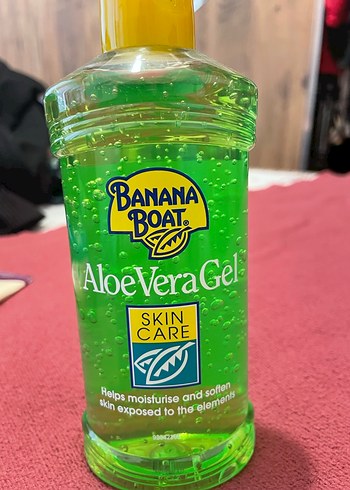 BANANA
BOAT®
Aloe Vera Gel
SKIN
CARE
Helps moisturise and soften
skin exposed to the elements